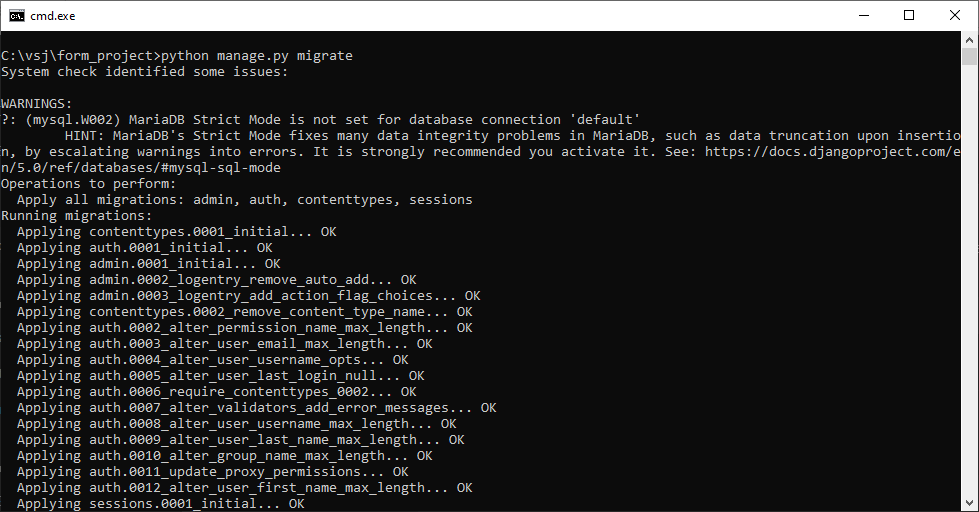 cmd.exe
C:\vsj\form_project>python manage.py migrate
System check identified some issues:
WARNINGS:
?: (mysql.W002) MariaDB Strict Mode is not set for database connection 'default'
        HINT: MariaDB's Strict Mode fixes many data integrity problems in MariaDB, such as data truncation upon insertio
n, by escalating warnings into errors. It is strongly recommended you activate it. See: https://docs.djangoproject.com/e
n/5.0/ref/databases/#mysql-sql-mode
Operations to perform:
  Apply all migrations: admin, auth, contenttypes, sessions
Running migrations:
  Applying contenttypes.0001_initial... OK
  Applying auth.0001_initial... OK
  Applying admin.0001_initial... OK
  Applying admin.0002_logentry_remove_auto_add... OK
  Applying admin.0003_logentry_add_action_flag_choices... OK
  Applying contenttypes.0002_remove_content_type_name... OK
  Applying auth.0002_alter_permission_name_max_length... OK
  Applying auth.0003_alter_user_email_max_length... OK
  Applying auth.0004_alter_user_username_opts... OK
  Applying auth.0005_alter_user_last_login_null... OK
  Applying auth.0006_require_contenttypes_0002... OK
  Applying auth.0007_alter_validators_add_error_messages... OK
  Applying auth.0008_alter_user_username_max_length... OK
  Applying auth.0009_alter_user_last_name_max_length... OK
  Applying auth.0010_alter_group_name_max_length... OK
  Applying auth.0011_update_proxy_permissions... OK
  Applying auth.0012_alter_user_first_name_max_length... OK
  Applying sessions.0001_initial... OK